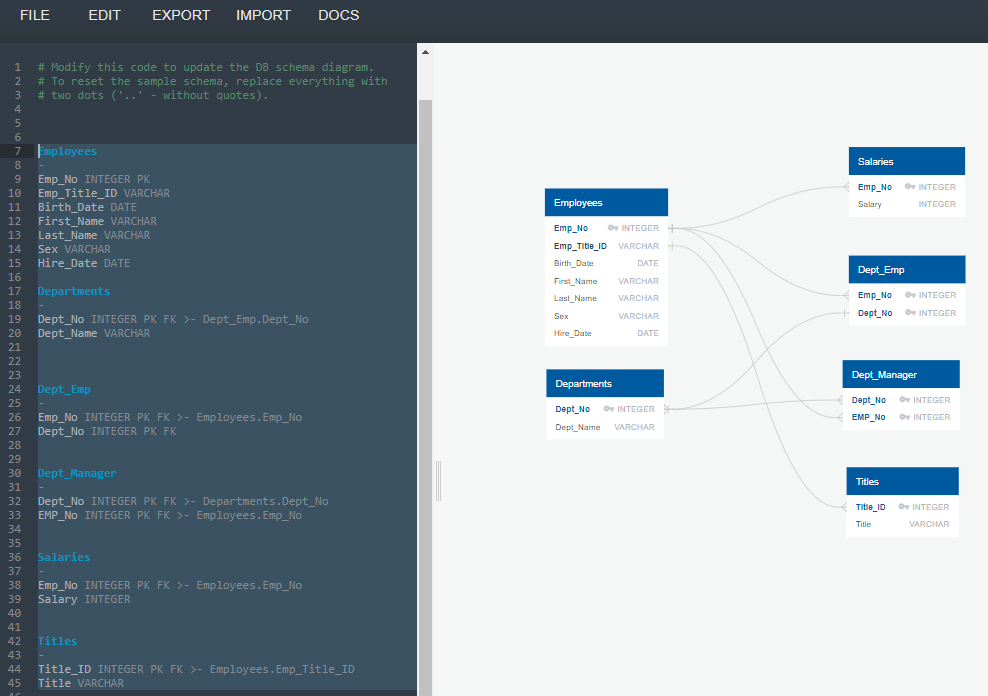 FILE EDIT EXPORT IMPORT DOCS
1 # Modify this code to update the DB schema diagram.
2 # To reset the sample schema, replace everything with
3 # two dots ('..' - without quotes).
4
5
6
7 Employees
8 -
9 Emp_No INTEGER PK
10 Emp_Title_ID VARCHAR
11 Birth_Date DATE
12 First_Name VARCHAR
13 Last_Name VARCHAR
14 Sex VARCHAR
15 Hire_Date DATE
16
17 Departments
18 -
19 Dept_No INTEGER PK FK >- Dept_Emp.Dept_No
20 Dept_Name VARCHAR
21
22
23
24 Dept_Emp
25 -
26 Emp_No INTEGER PK FK >- Employees.Emp_No
27 Dept_No INTEGER PK FK
28
29
30 Dept_Manager
31 -
32 Dept_No INTEGER PK FK >- Departments.Dept_No
33 EMP_No INTEGER PK FK >- Employees.Emp_No
34
35
36 Salaries
37 -
38 Emp_No INTEGER PK FK >- Employees.Emp_No
39 Salary INTEGER
40
41
42 Titles
43 -
44 Title_ID INTEGER PK FK >- Employees.Emp_Title_ID
45 Title VARCHAR
Employees
Emp_No INTEGER
Emp_Title_ID VARCHAR
Birth_Date DATE
First_Name VARCHAR
Last_Name VARCHAR
Sex VARCHAR
Hire_Date DATE
Departments
Dept_No INTEGER
Dept_Name VARCHAR
Salaries
Emp_No INTEGER
Salary INTEGER
Dept_Emp
Emp_No INTEGER
Dept_No INTEGER
Dept_Manager
Dept_No INTEGER
EMP_No INTEGER
Titles
Title_ID INTEGER
Title VARCHAR